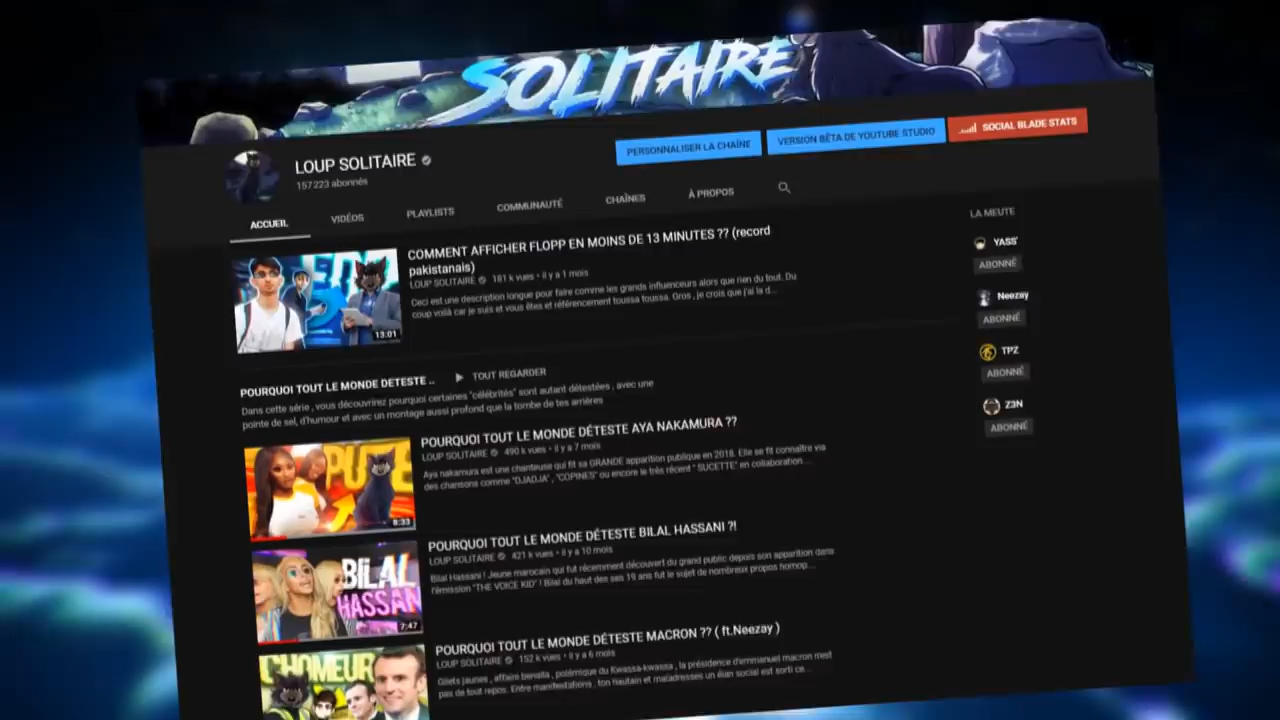 SOLITAIRE
LOUP SOLITAIRE
157 223 abonnés
PERSONNALISER LA CHAÎNE
VERSION BÊTA DE YOUTUBE STUDIO
SOCIAL BLADE STATS
ACCUEIL
VIDÉOS
PLAYLISTS
COMMUNAUTÉ
CHAÎNES
À PROPOS
COMMENT AFFICHER FLOPP EN MOINS DE 13 MINUTES ?? (record
pakistanais)
LOUP SOLITAIRE 181 k vues • il y a 1 mois
Ceci est une description longue pour faire comme les grands influenceurs alors que rien du tout. Du
coup voilà car je suis et vous êtes et référencement toussa toussa. Gros , je crois que j'ai la d...
13:01
LA MEUTE
YASS'
ABONNÉ
Neezay
ABONNÉ
TPZ
ABONNÉ
Z3N
ABONNÉ
POURQUOI TOUT LE MONDE DETESTE ..
TOUT REGARDER
Dans cette série , vous découvrirez pourquoi certaines "célébrités" sont autant détestées , avec une
pointe de sel, d'humour et avec un montage aussi profond que la tombe de tes arrières
PUTE
8:33
POURQUOI TOUT LE MONDE DÉTESTE AYA NAKAMURA ??
LOUP SOLITAIRE 490 k vues • il y a 7 mois
Aya nakamura est une chanteuse qui fit sa GRANDE apparition publique en 2018. Elle se fit connaître via
des chansons comme "DJADJA" , "COPINES" ou encore le très récent " SUCETTE" en collaboration ...
BILAL
HASSAN
7:47
POURQUOI TOUT LE MONDE DÉTESTE BILAL HASSANI ?!
LOUP SOLITAIRE 421 k vues • il y a 10 mois
Bilal Hassani ! Jeune marocain qui fut récemment découvert du grand public depuis son apparition dans
l'émission "THE VOICE KID" ! Bilal du haut des ses 19 ans fut le sujet de nombreux propos homop...
CHOMEUR
POURQUOI TOUT LE MONDE DÉTESTE MACRON ?? ( ft.Neezay )
LOUP SOLITAIRE 152 k vues • il y a 6 mois
Gilets jaunes , affaire benalla , polémique du Kwassa-kwassa , la présidence d'emmanuel macron n'est
pas de tout repos. Entre manifestations , ton hautain et maladresses un élan social est sorti ce...